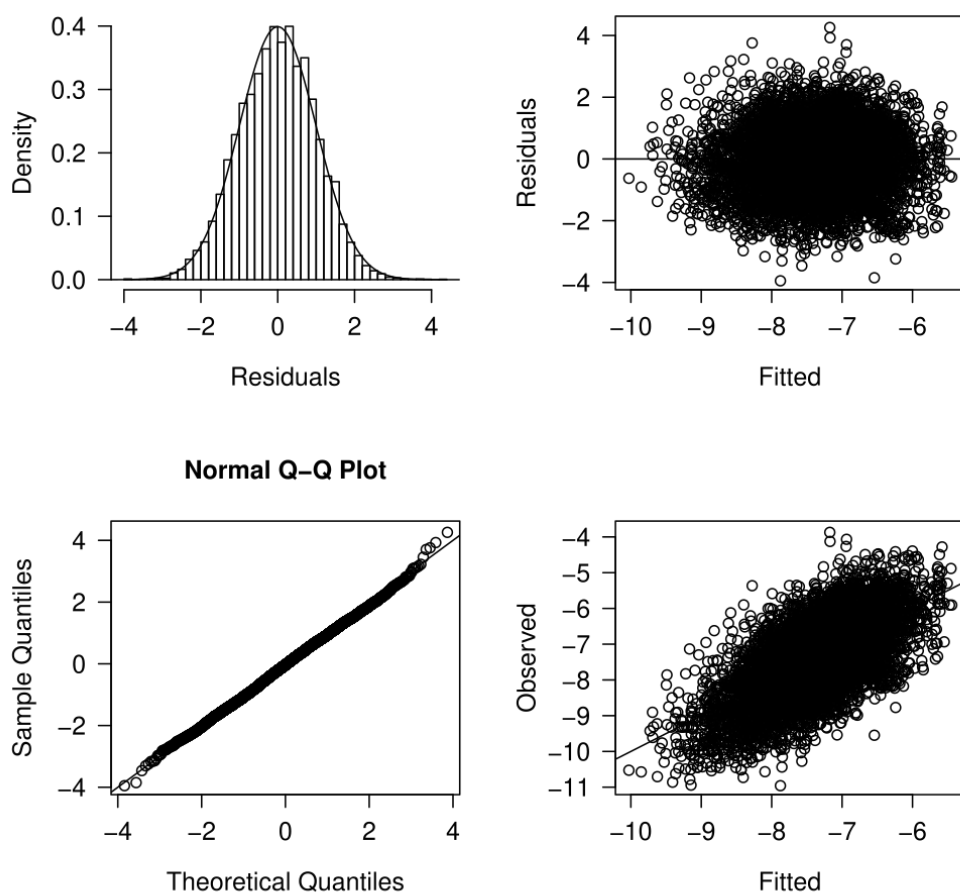 0.4
0.3
0.2
0.1
0.0
Density
−4 −2 0 2 4
Residuals
4
2
0
−2
−4
Residuals
−10 −9 −8 −7 −6
Fitted
Normal Q−Q Plot
4
2
0
−2
−4
Sample Quantiles
−4 −2 0 2 4
Theoretical Quantiles
−4
−5
−6
−7
−8
−9
−10
−11
Observed
−10 −9 −8 −7 −6
Fitted